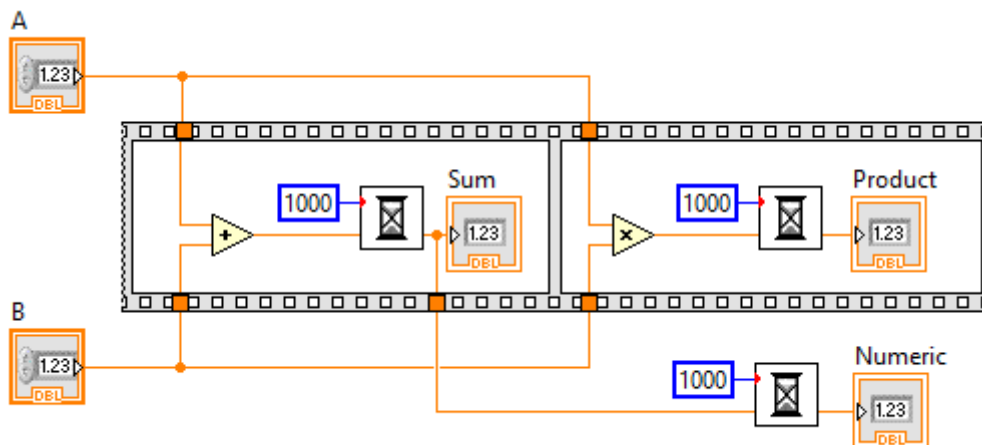 A
1.23
DBL
Sum
1000
1.23
DBL
+
Product
1000
1.23
DBL
×
B
1.23
DBL
Numeric
1000
1.23
DBL